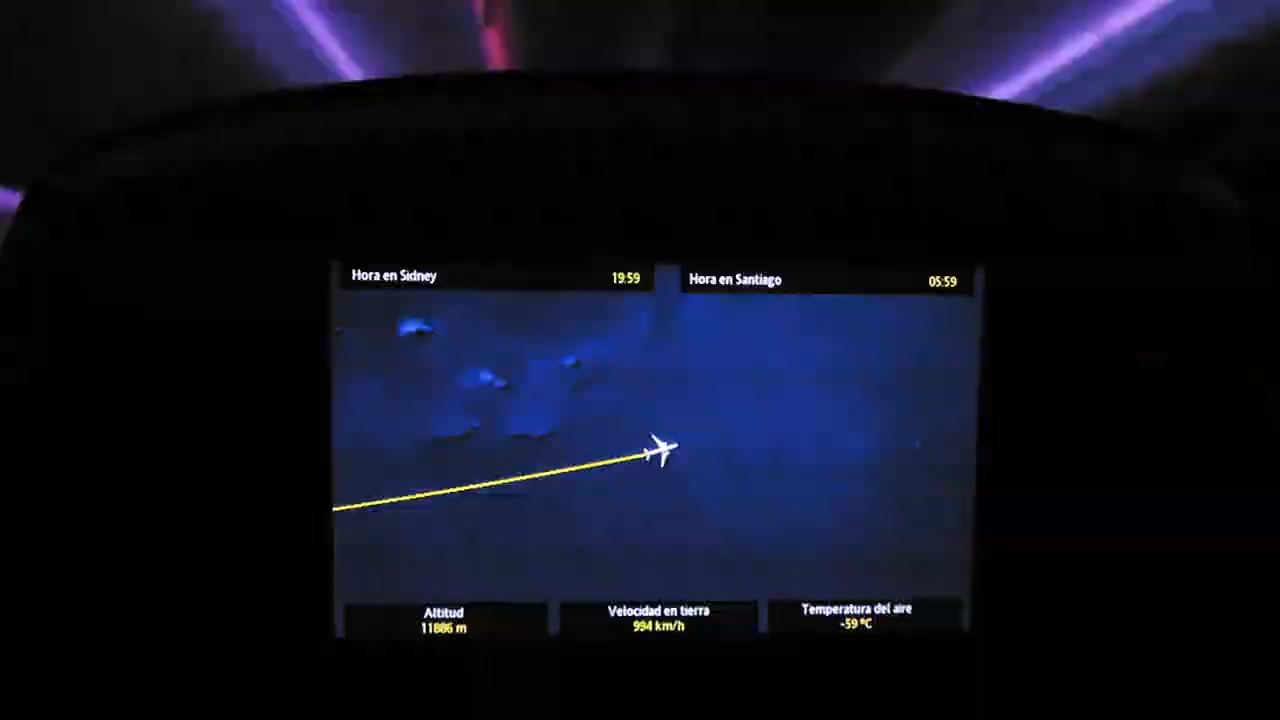 Hora en Sidney 19:59
Hora en Santiago 05:59
Altitud
11886 m
Velocidad en tierra
994 km/h
Temperatura del aire
-59 ºC